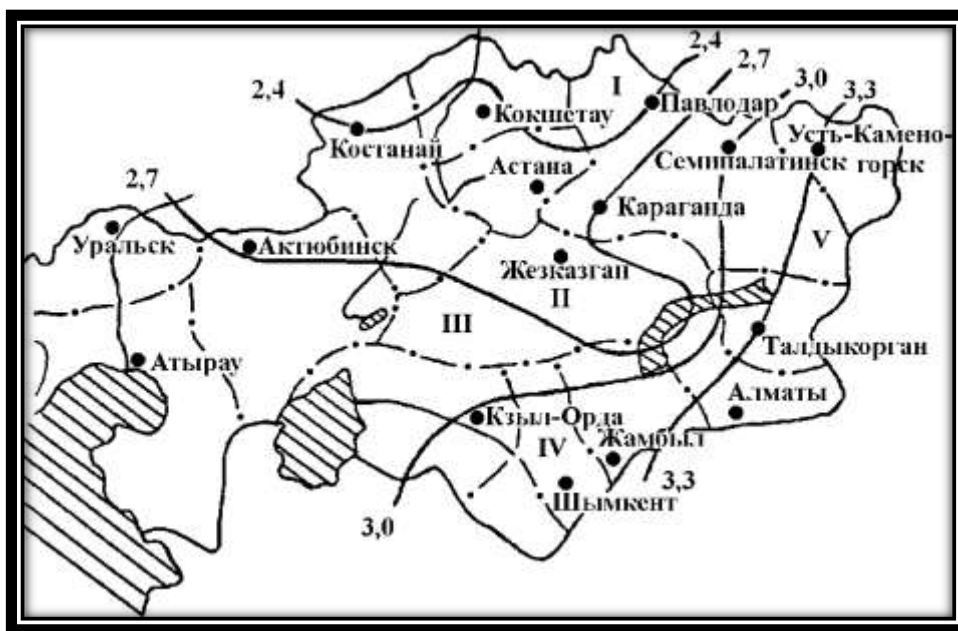 2,4
2,7
I
3,0
3,3
2,4
Кокшетау
Павлодар
Костанай
Усть-Камено-
горск
Семипалатинск
Астана
2,7
Караганда
Уральск
Актюбинск
V
Жезказган
II
III
Атырау
Талдыкорган
Алматы
Кзыл-Орда
IV
Жамбыл
3,3
Шымкент
3,0